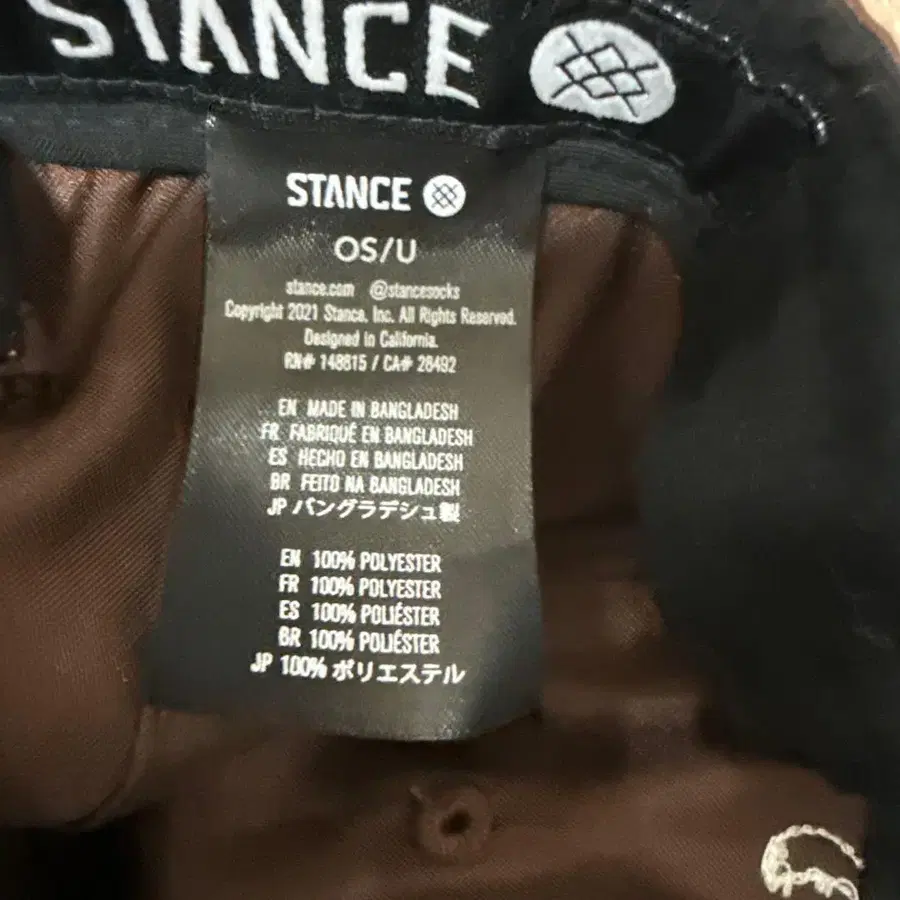 STANCE
STANCE
OS/U
stance.com @stancesocks
Copyright 2021 Stance, Inc. All Rights Reserved.
Designed in California.
RN# 148815 / CA# 28492
EN MADE IN BANGLADESH
FR FABRIQUÉ EN BANGLADESH
ES HECHO EN BANGLADESH
BR FEITO NA BANGLADESH
JP バングラデシュ製
EN 100% POLYESTER
FR 100% POLYESTER
ES 100% POLIÉSTER
BR 100% POLIÉSTER
JP 100% ポリエステル